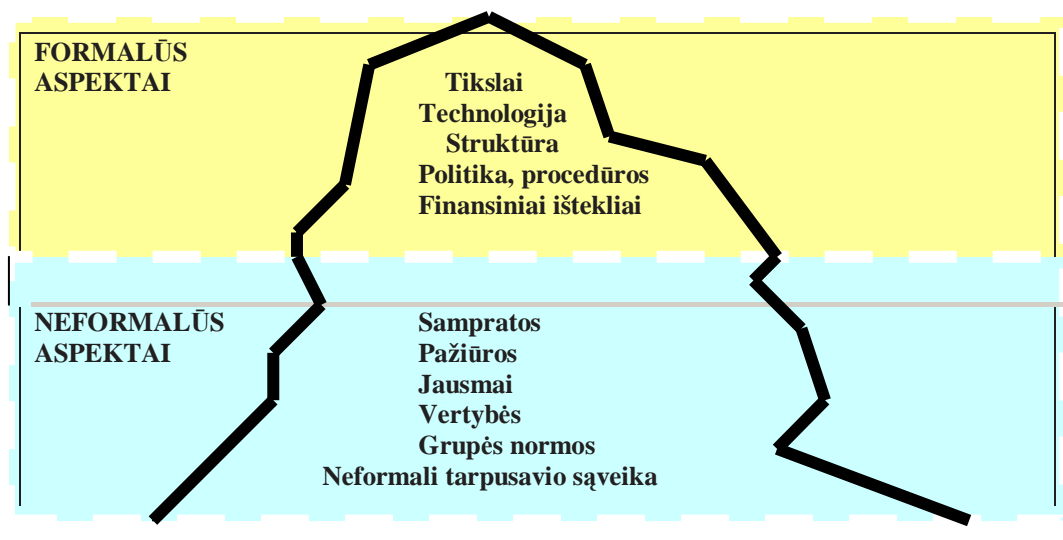 FORMALŪS
ASPEKTAI
Tikslai
Technologija
Struktūra
Politika, procedūros
Finansiniai ištekliai
NEFORMALŪS
ASPEKTAI
Sampratos
Pažiūros
Jausmai
Vertybės
Grupės normos
Neformali tarpusavio sąveika